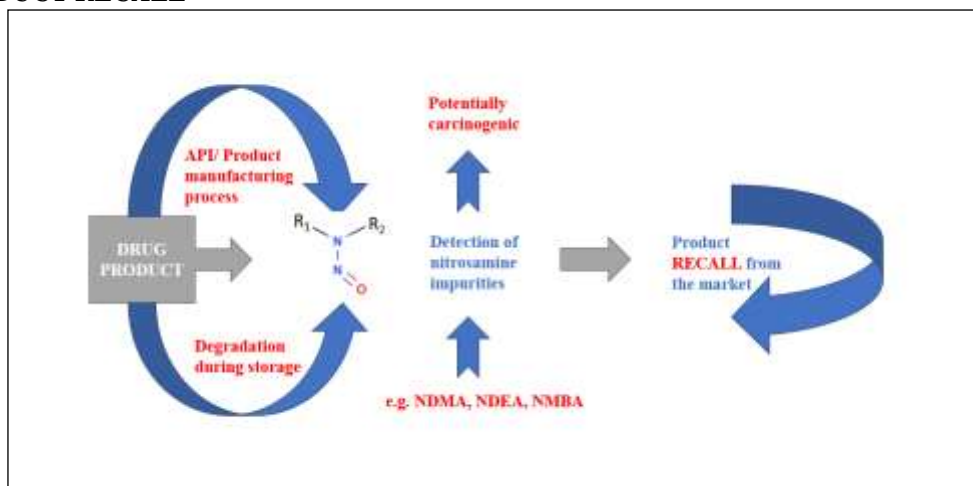 Potentially
carcinogenic
API/ Product
manufacturing
process
R1
R2
N
N
O
DRUG
PRODUCT
Detection of
nitrosamine
impurities
Product
RECALL from
the market
Degradation
during storage
e.g. NDMA, NDEA, NMBA